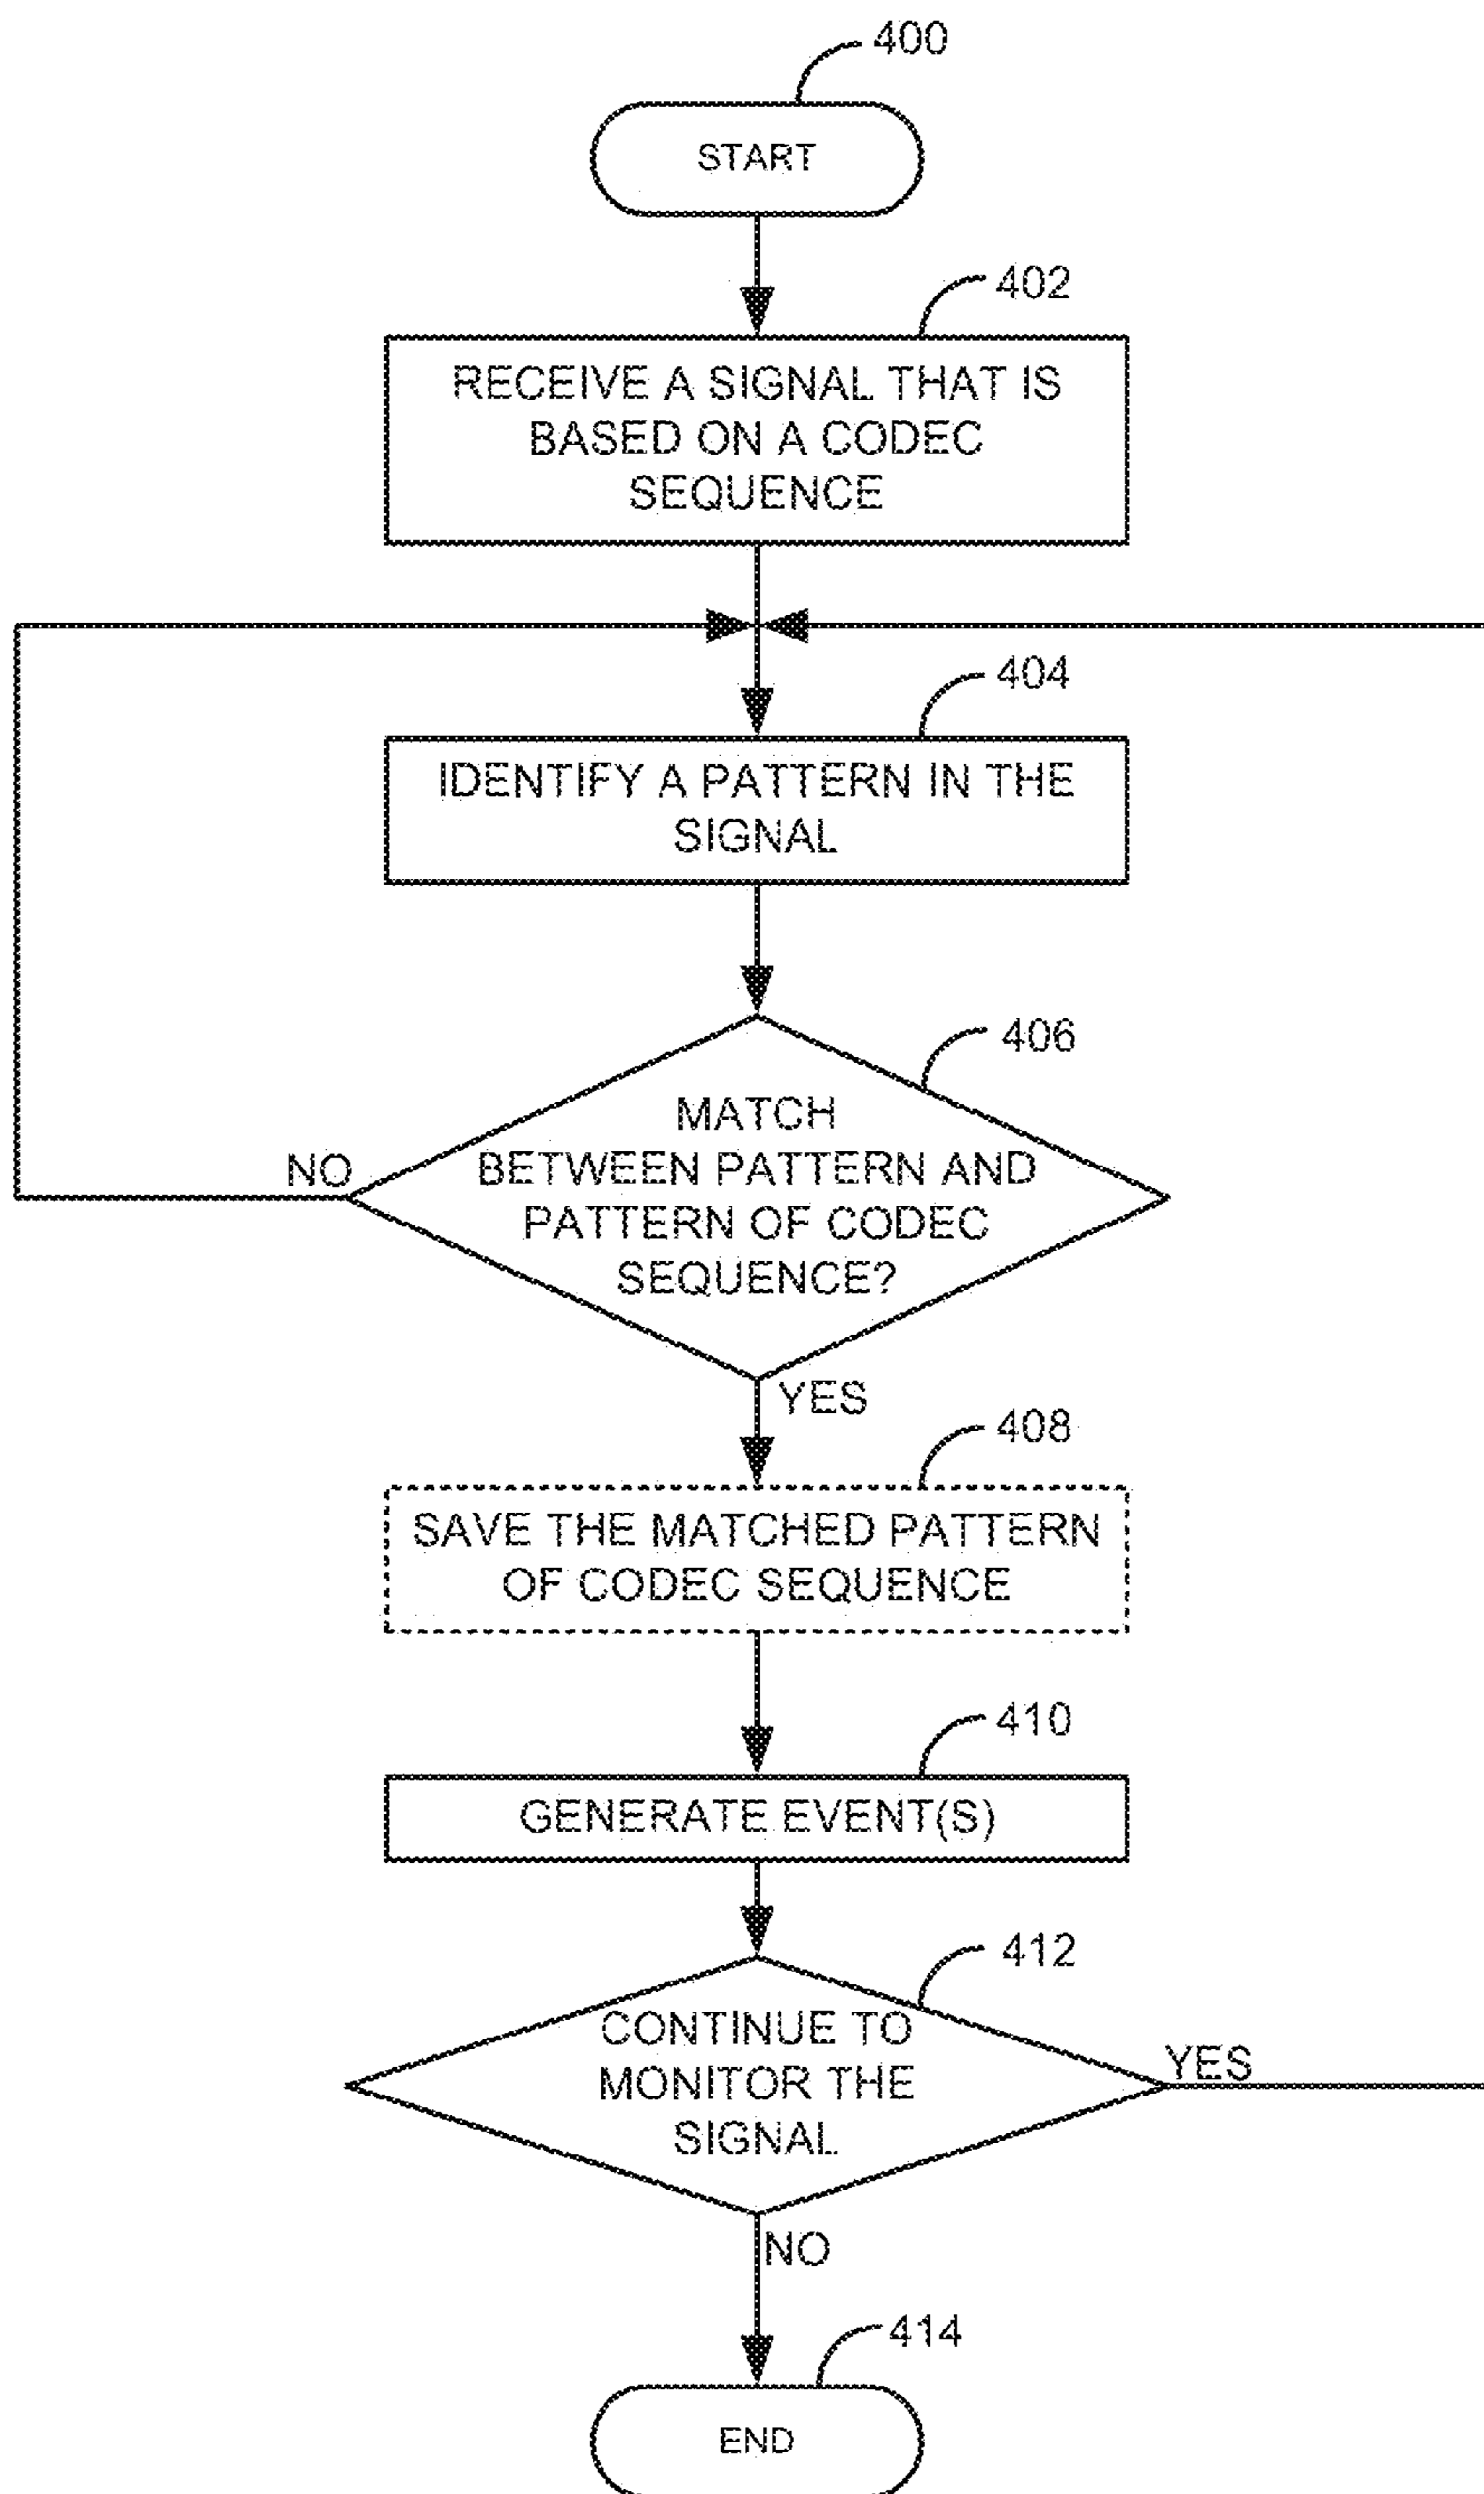 400
START
402
RECEIVE A SIGNAL THAT IS
BASED ON A CODEC
SEQUENCE
404
IDENTIFY A PATTERN IN THE
SIGNAL
406
MATCH
BETWEEN PATTERN AND
PATTERN OF CODEC
SEQUENCE?
NO
YES
408
SAVE THE MATCHED PATTERN
OF CODEC SEQUENCE
410
GENERATE EVENT(S)
412
CONTINUE TO
MONITOR THE
SIGNAL
YES
NO
414
END